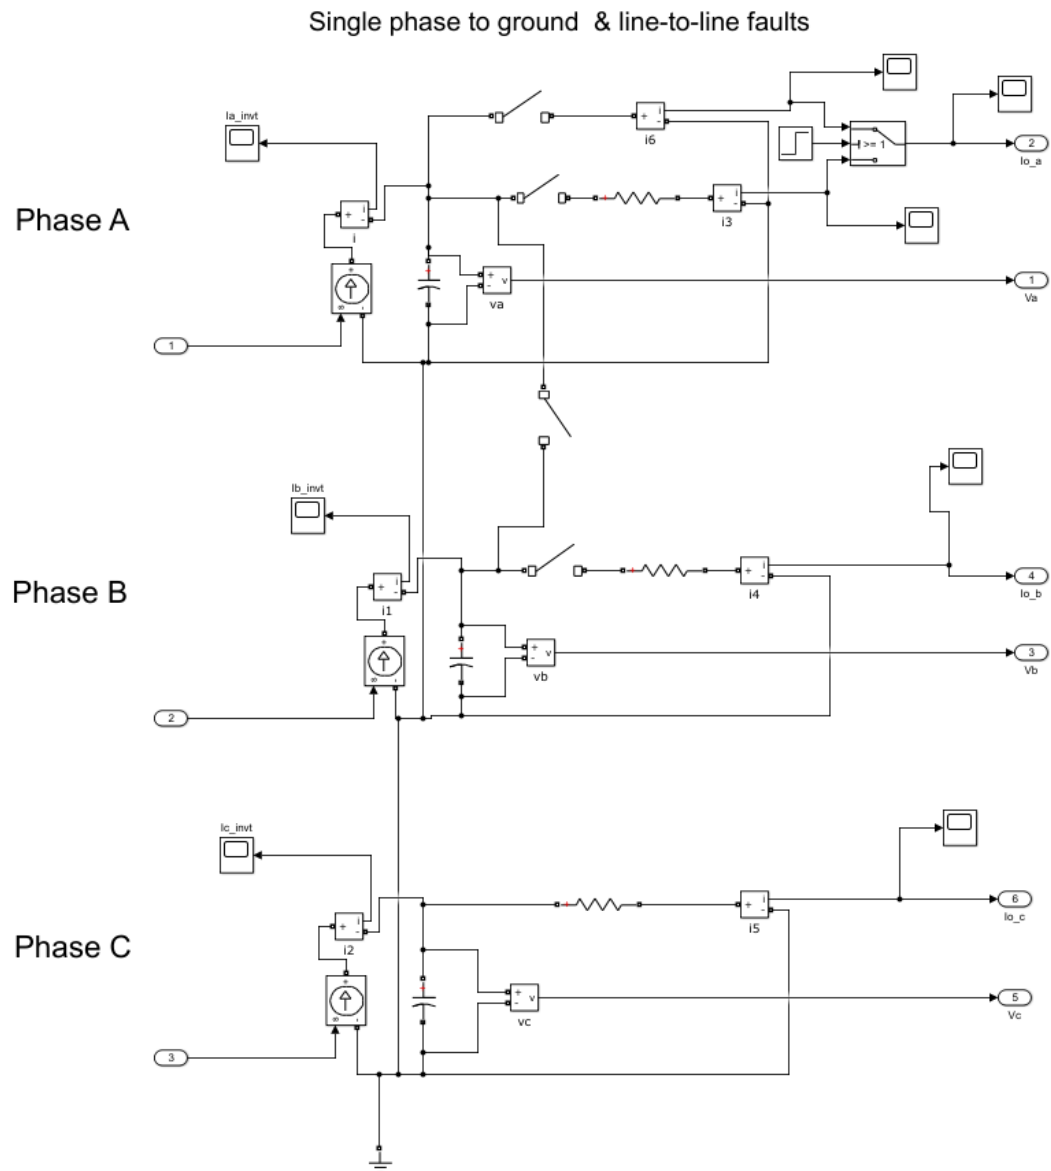 Single phase to ground & line-to-line faults
Ia_invt
+ i -
i6
>= 1
2
Io_a
Phase A
+ i -
i
+ i -
i3
+ -
+ - v
va
1
Va
1
Ib_invt
Phase B
+ i -
i1
+ i -
i4
4
Io_b
+ -
+ - v
vb
3
Vb
2
Ic_invt
Phase C
+ i -
i2
+ i -
i5
6
Io_c
+ -
+ - v
vc
5
Vc
3